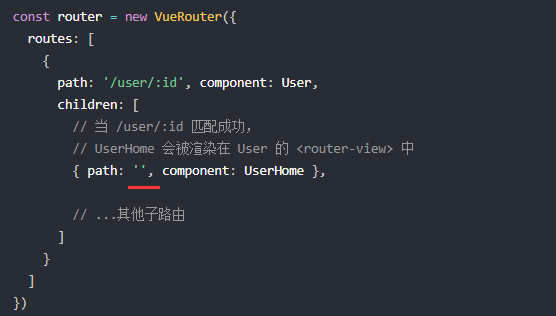 const router = new VueRouter({
  routes: [
    {
      path: '/user/:id', component: User,
      children: [
        // 当 /user/:id 匹配成功，
        // UserHome 会被渲染在 User 的 <router-view> 中
        { path: '', component: UserHome },
        // ...其他子路由
      ]
    }
  ]
})